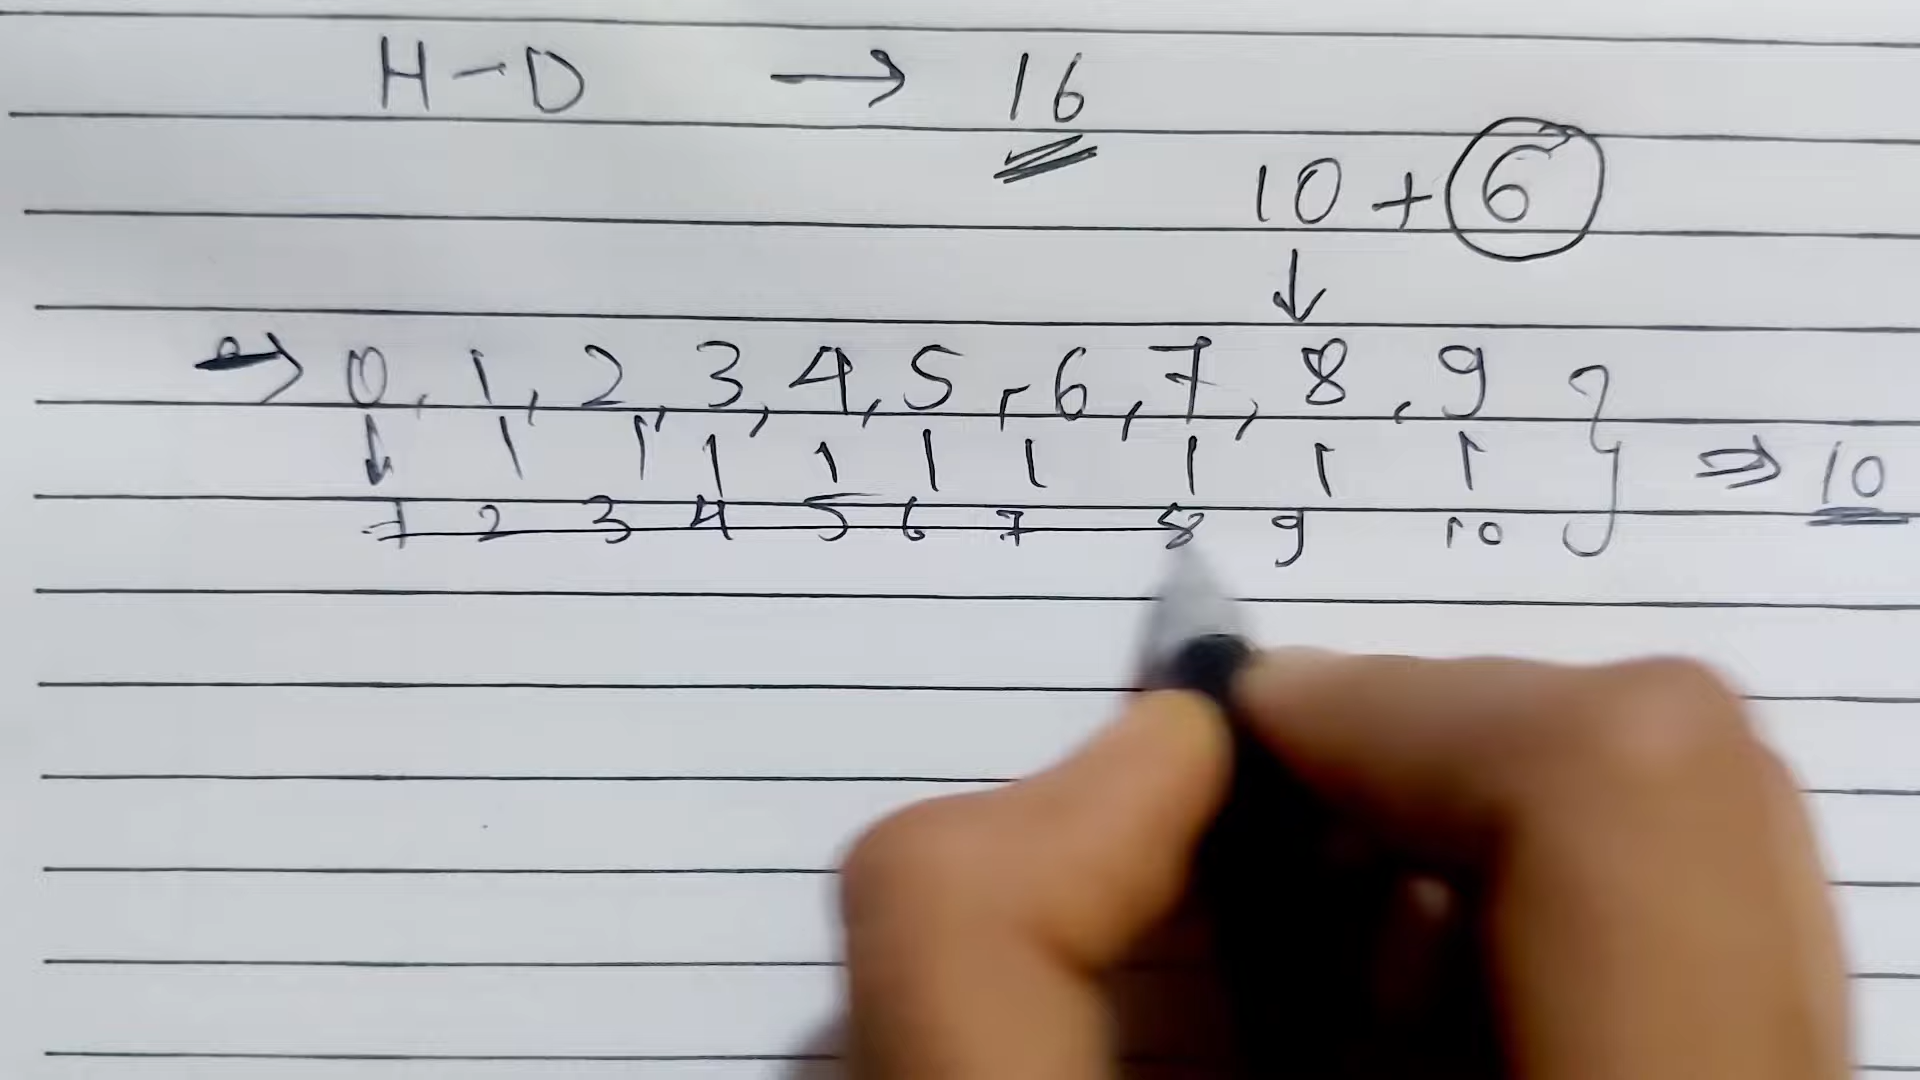 H-D → 16
10 + 6
↓
→ 0, 1, 2, 3, 4, 5, 6, 7, 8, 9 }
⇒ 10
1 2 3 4 5 6 7 8 9 10